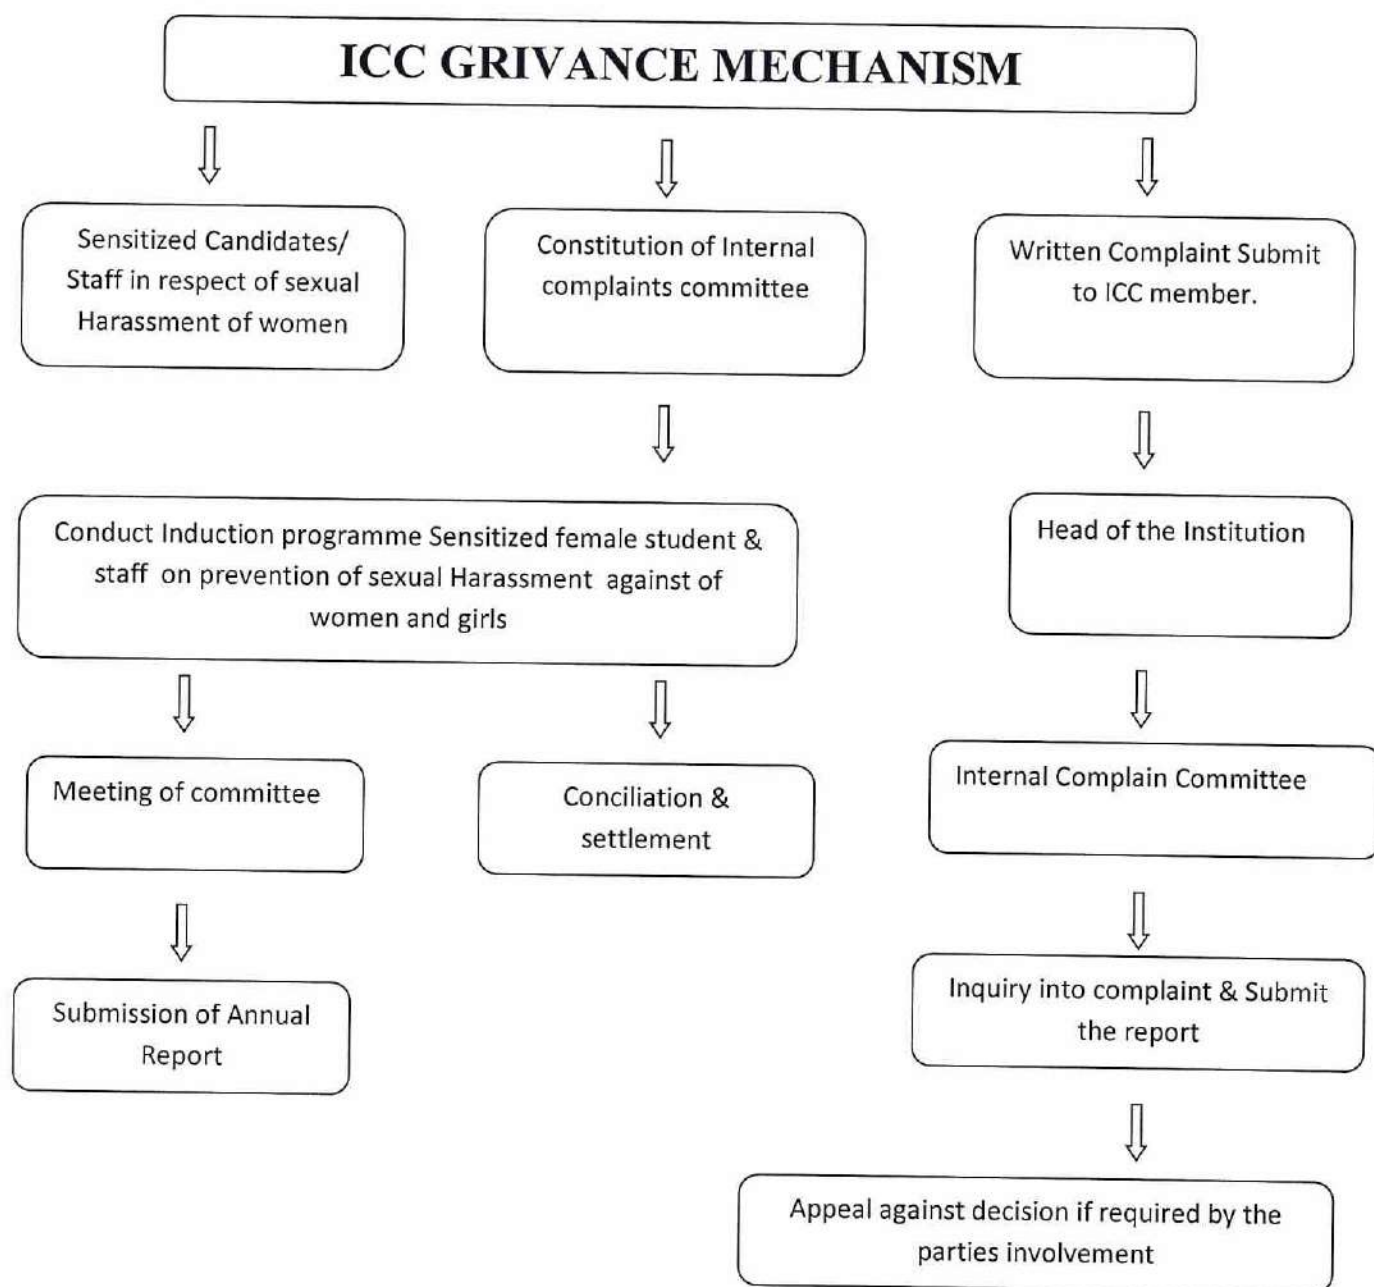 ICC GRIVANCE MECHANISM
Sensitized Candidates/
Staff in respect of sexual
Harassment of women
Constitution of Internal
complaints committee
Written Complaint Submit
to ICC member.
Conduct Induction programme Sensitized female student &
staff on prevention of sexual Harassment against of
women and girls
Head of the Institution
Meeting of committee
Conciliation &
settlement
Internal Complain Committee
Submission of Annual
Report
Inquiry into complaint & Submit
the report
Appeal against decision if required by the
parties involvement